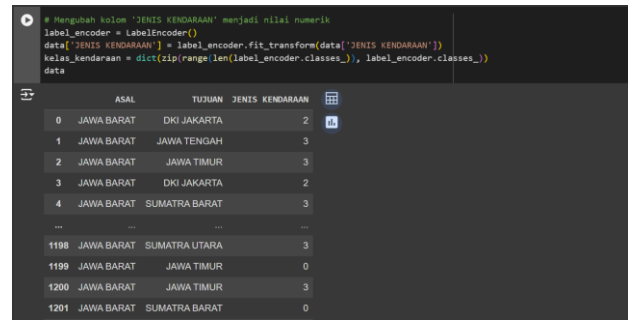 # Mengubah kolom 'JENIS KENDARAAN' menjadi nilai numerik
label_encoder = LabelEncoder()
data['JENIS KENDARAAN'] = label_encoder.fit_transform(data['JENIS KENDARAAN'])
kelas_kendaraan = dict(zip(range(len(label_encoder.classes_)), label_encoder.classes_))
data
ASAL TUJUAN JENIS KENDARAAN
0 JAWA BARAT DKI JAKARTA 2
1 JAWA BARAT JAWA TENGAH 3
2 JAWA BARAT JAWA TIMUR 3
3 JAWA BARAT DKI JAKARTA 2
4 JAWA BARAT SUMATRA BARAT 3
... ... ... ...
1198 JAWA BARAT SUMATRA UTARA 3
1199 JAWA BARAT JAWA TIMUR 0
1200 JAWA BARAT JAWA TIMUR 3
1201 JAWA BARAT SUMATRA BARAT 0